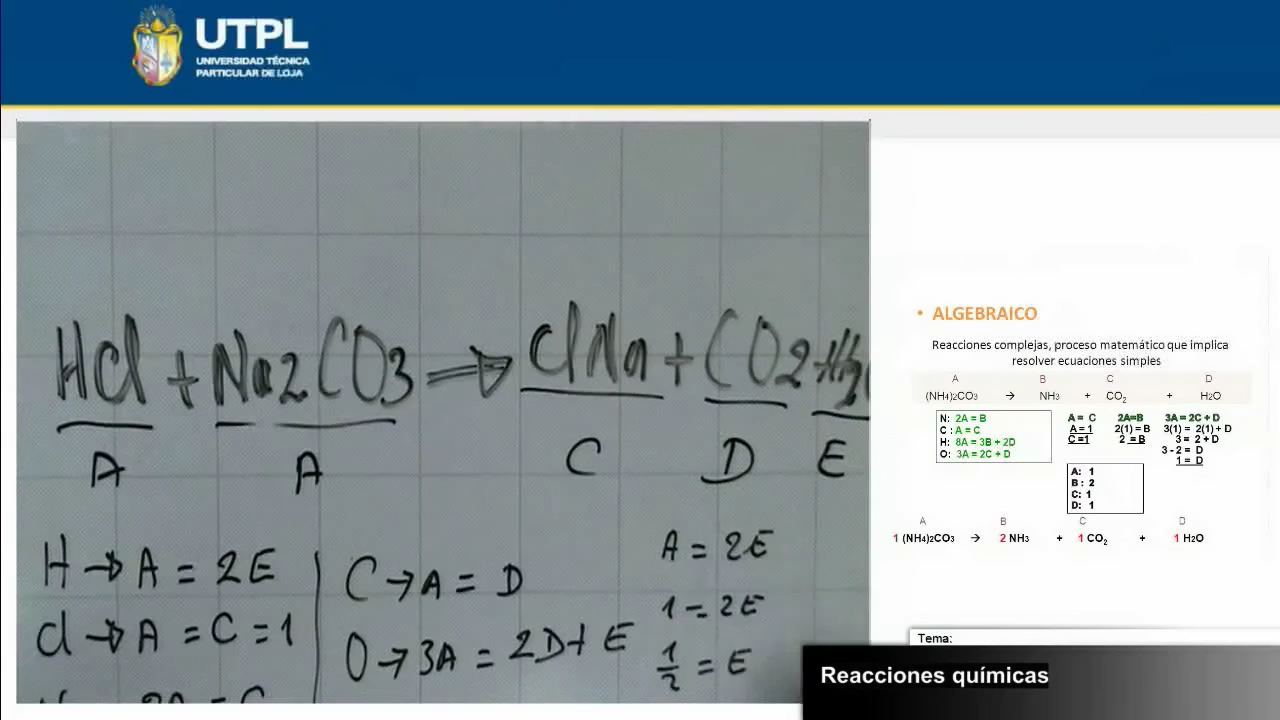 UTPL
UNIVERSIDAD TÉCNICA
PARTICULAR DE LOJA
HCl + Na2CO3 ⇒ ClNa + CO2 + H2
A A C D E
H → A = 2E
Cl → A = C = 1
C → A = D
O → 3A = 2D + E
A = 2E
1 = 2E
1/2 = E
• ALGEBRAICO
Reacciones complejas, proceso matemático que implica
resolver ecuaciones simples
A B C D
(NH4)2CO3 → NH3 + CO2 + H2O
N: 2A = B
C : A = C
H: 8A = 3B + 2D
O: 3A = 2C + D
A = C
A = 1
C =1
2A=B
2(1) = B
2 = B
3A = 2C + D
3(1) = 2(1) + D
3 = 2 + D
3 - 2 = D
1 = D
A: 1
B : 2
C: 1
D: 1
A B C D
1 (NH4)2CO3 → 2 NH3 + 1 CO2 + 1 H2O
Tema:
Reacciones químicas